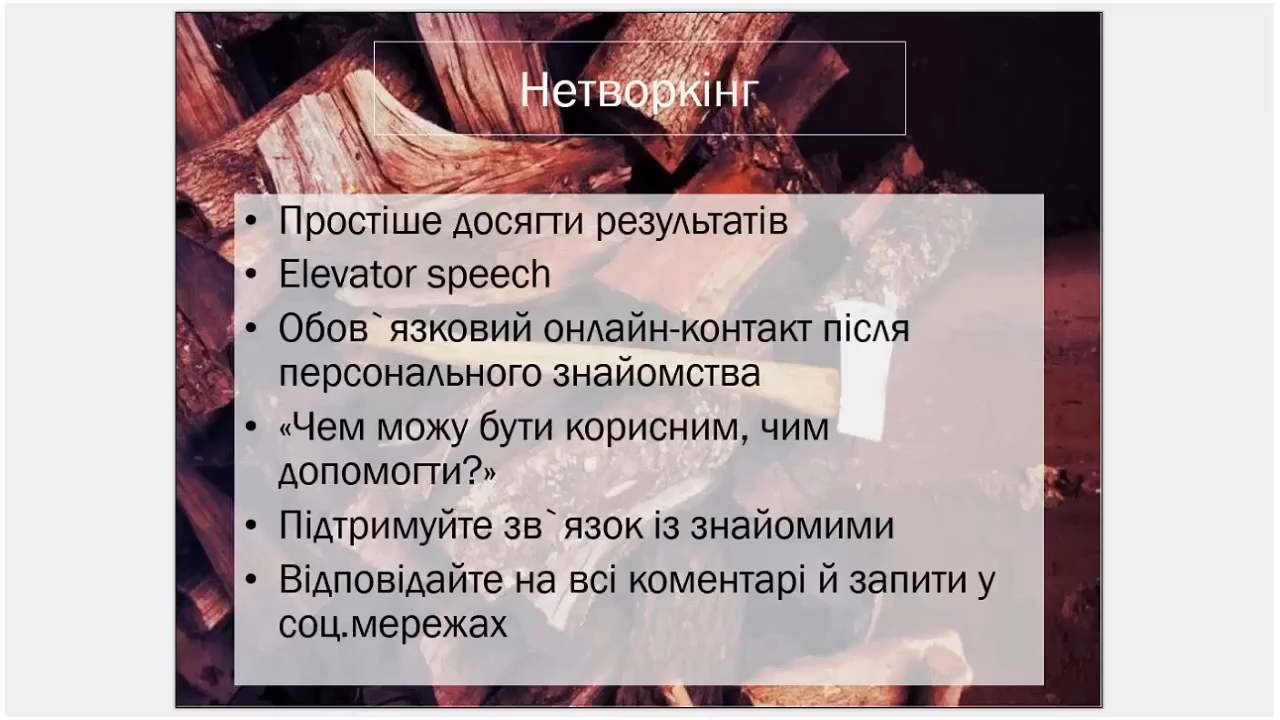 Нетворкінг
• Простіше досягти результатів
• Elevator speech
• Обов`язковий онлайн-контакт після
персонального знайомства
• «Чем можу бути корисним, чим
допомогти?»
• Підтримуйте зв`язок із знайомими
• Відповідайте на всі коментарі й запити у
соц.мережах